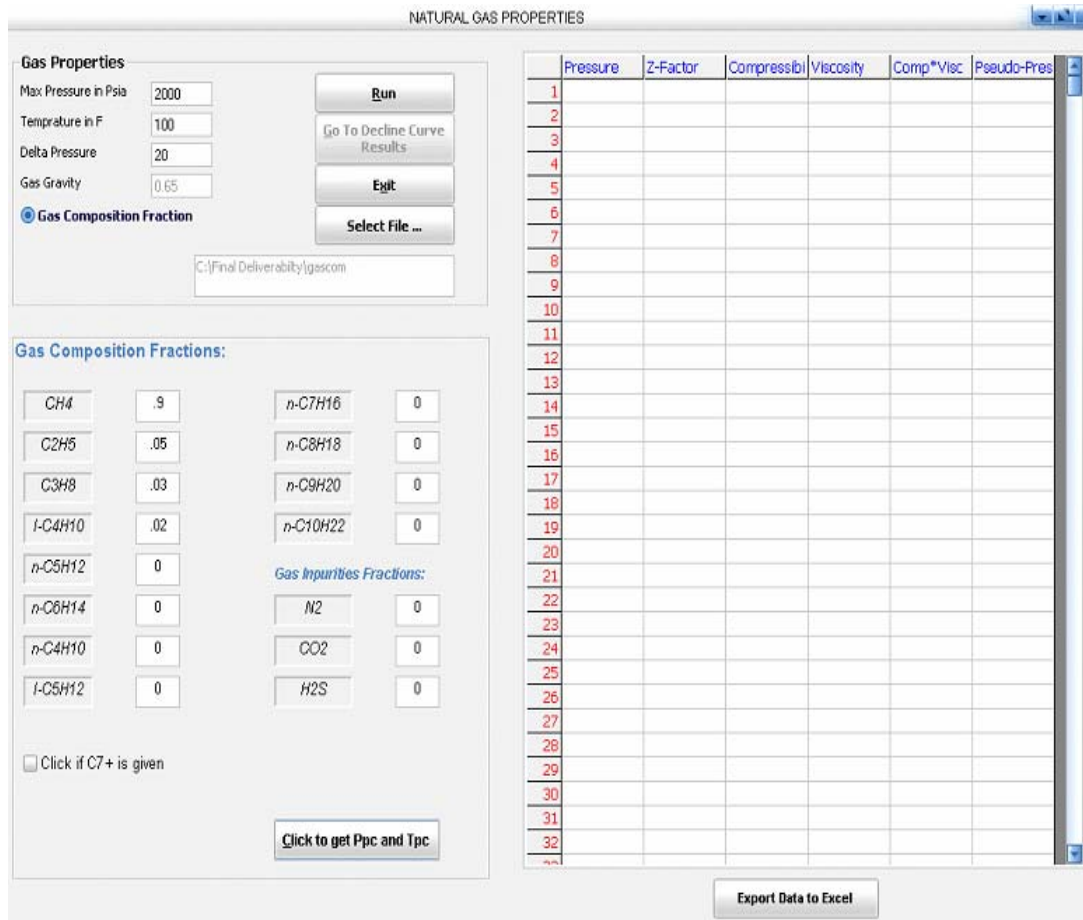 NATURAL GAS PROPERTIES
Gas Properties
Max Pressure in Psia 2000
Temprature in F 100
Delta Pressure 20
Gas Gravity 0.65
Gas Composition Fraction
Run
Go To Decline Curve
Results
Exit
Select File ...
C:\Final Deliverabilty\gascom
Gas Composition Fractions:
CH4 .9
C2H5 .05
C3H8 .03
I-C4H10 .02
n-C5H12 0
n-C6H14 0
n-C4H10 0
I-C5H12 0
n-C7H16 0
n-C8H18 0
n-C9H20 0
n-C10H22 0
Gas Inpurities Fractions:
N2 0
CO2 0
H2S 0
Click if C7+ is given
Click to get Ppc and Tpc
Pressure Z-Factor Compressibi Viscosity Comp*Visc Pseudo-Pres
1
2
3
4
5
6
7
8
9
10
11
12
13
14
15
16
17
18
19
20
21
22
23
24
25
26
27
28
29
30
31
32
Export Data to Excel